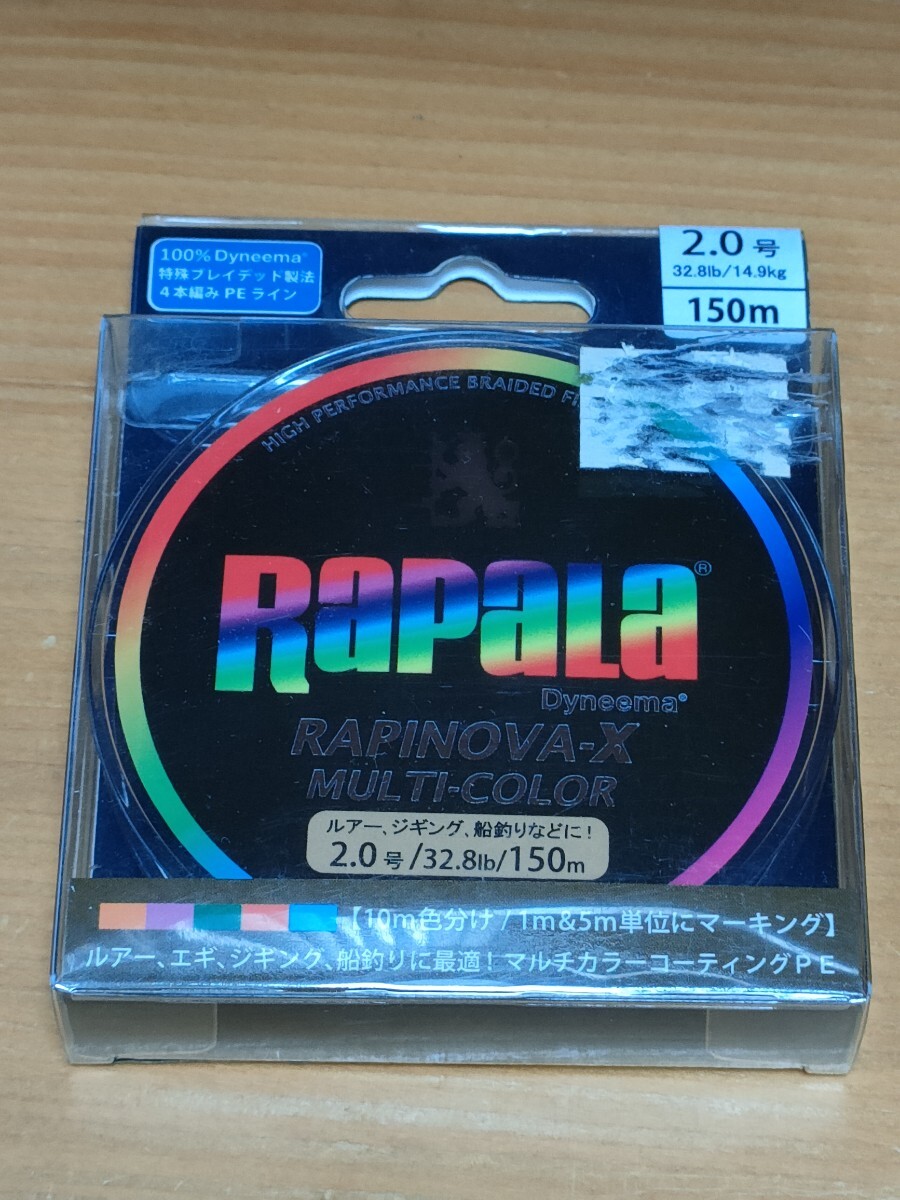 100% Dyneema®
特殊ブレイデッド製法
4本編みPEライン
2.0号
32.8lb/14.9kg
150m
HIGH PERFORMANCE BRAIDED
RAPALA®
Dyneema®
RAPINOVA-X
MULTI-COLOR
ルアー、ジギング、船釣りなどに!
2.0号/32.8lb/150m
【10m色分け / 1m&5m単位にマーキング】
ルアー、エギ、ジギング、船釣りに最適!マルチカラーコーティングPE